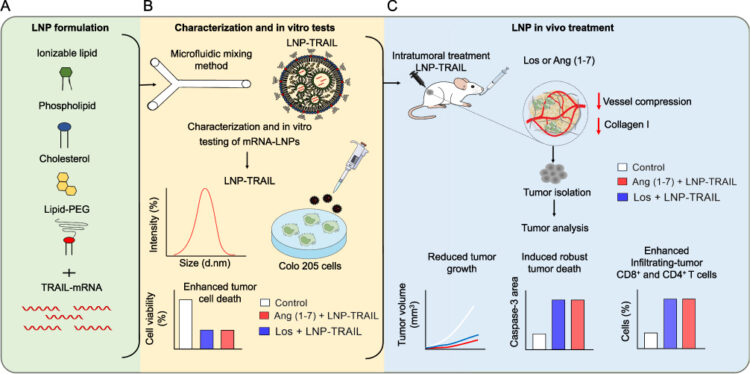 A
LNP formulation
Ionizable lipid
Phospholipid
Cholesterol
Lipid-PEG
TRAIL-mRNA
B
Characterization and in vitro tests
Microfluidic mixing
method
LNP-TRAIL
Characterization and in vitro
testing of mRNA-LNPs
LNP-TRAIL
Intensity (%)
Size (d.nm)
Colo 205 cells
Enhanced tumor
cell death
Cell viability
(%)
Control
Ang (1-7) + LNP-TRAIL
Los + LNP-TRAIL
C
LNP in vivo treatment
Intratumoral treatment
LNP-TRAIL
Los or Ang (1-7)
Vessel compression
Collagen I
Tumor isolation
Tumor analysis
Control
Ang (1-7) + LNP-TRAIL
Los + LNP-TRAIL
Reduced tumor
growth
Tumor volume
(mm³)
Induced robust
tumor death
Caspase-3 area
Enhanced
Infiltrating-tumor
CD8⁺ and CD4⁺ T cells
Cells (%)